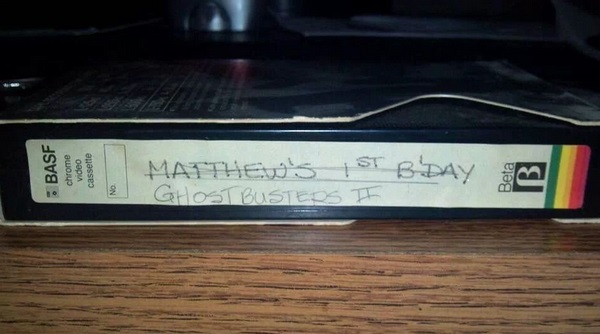 BASF
chrome
video
cassette
No.
MATTHEW'S 1ST B'DAY
GHOSTBUSTERS II
Beta
β